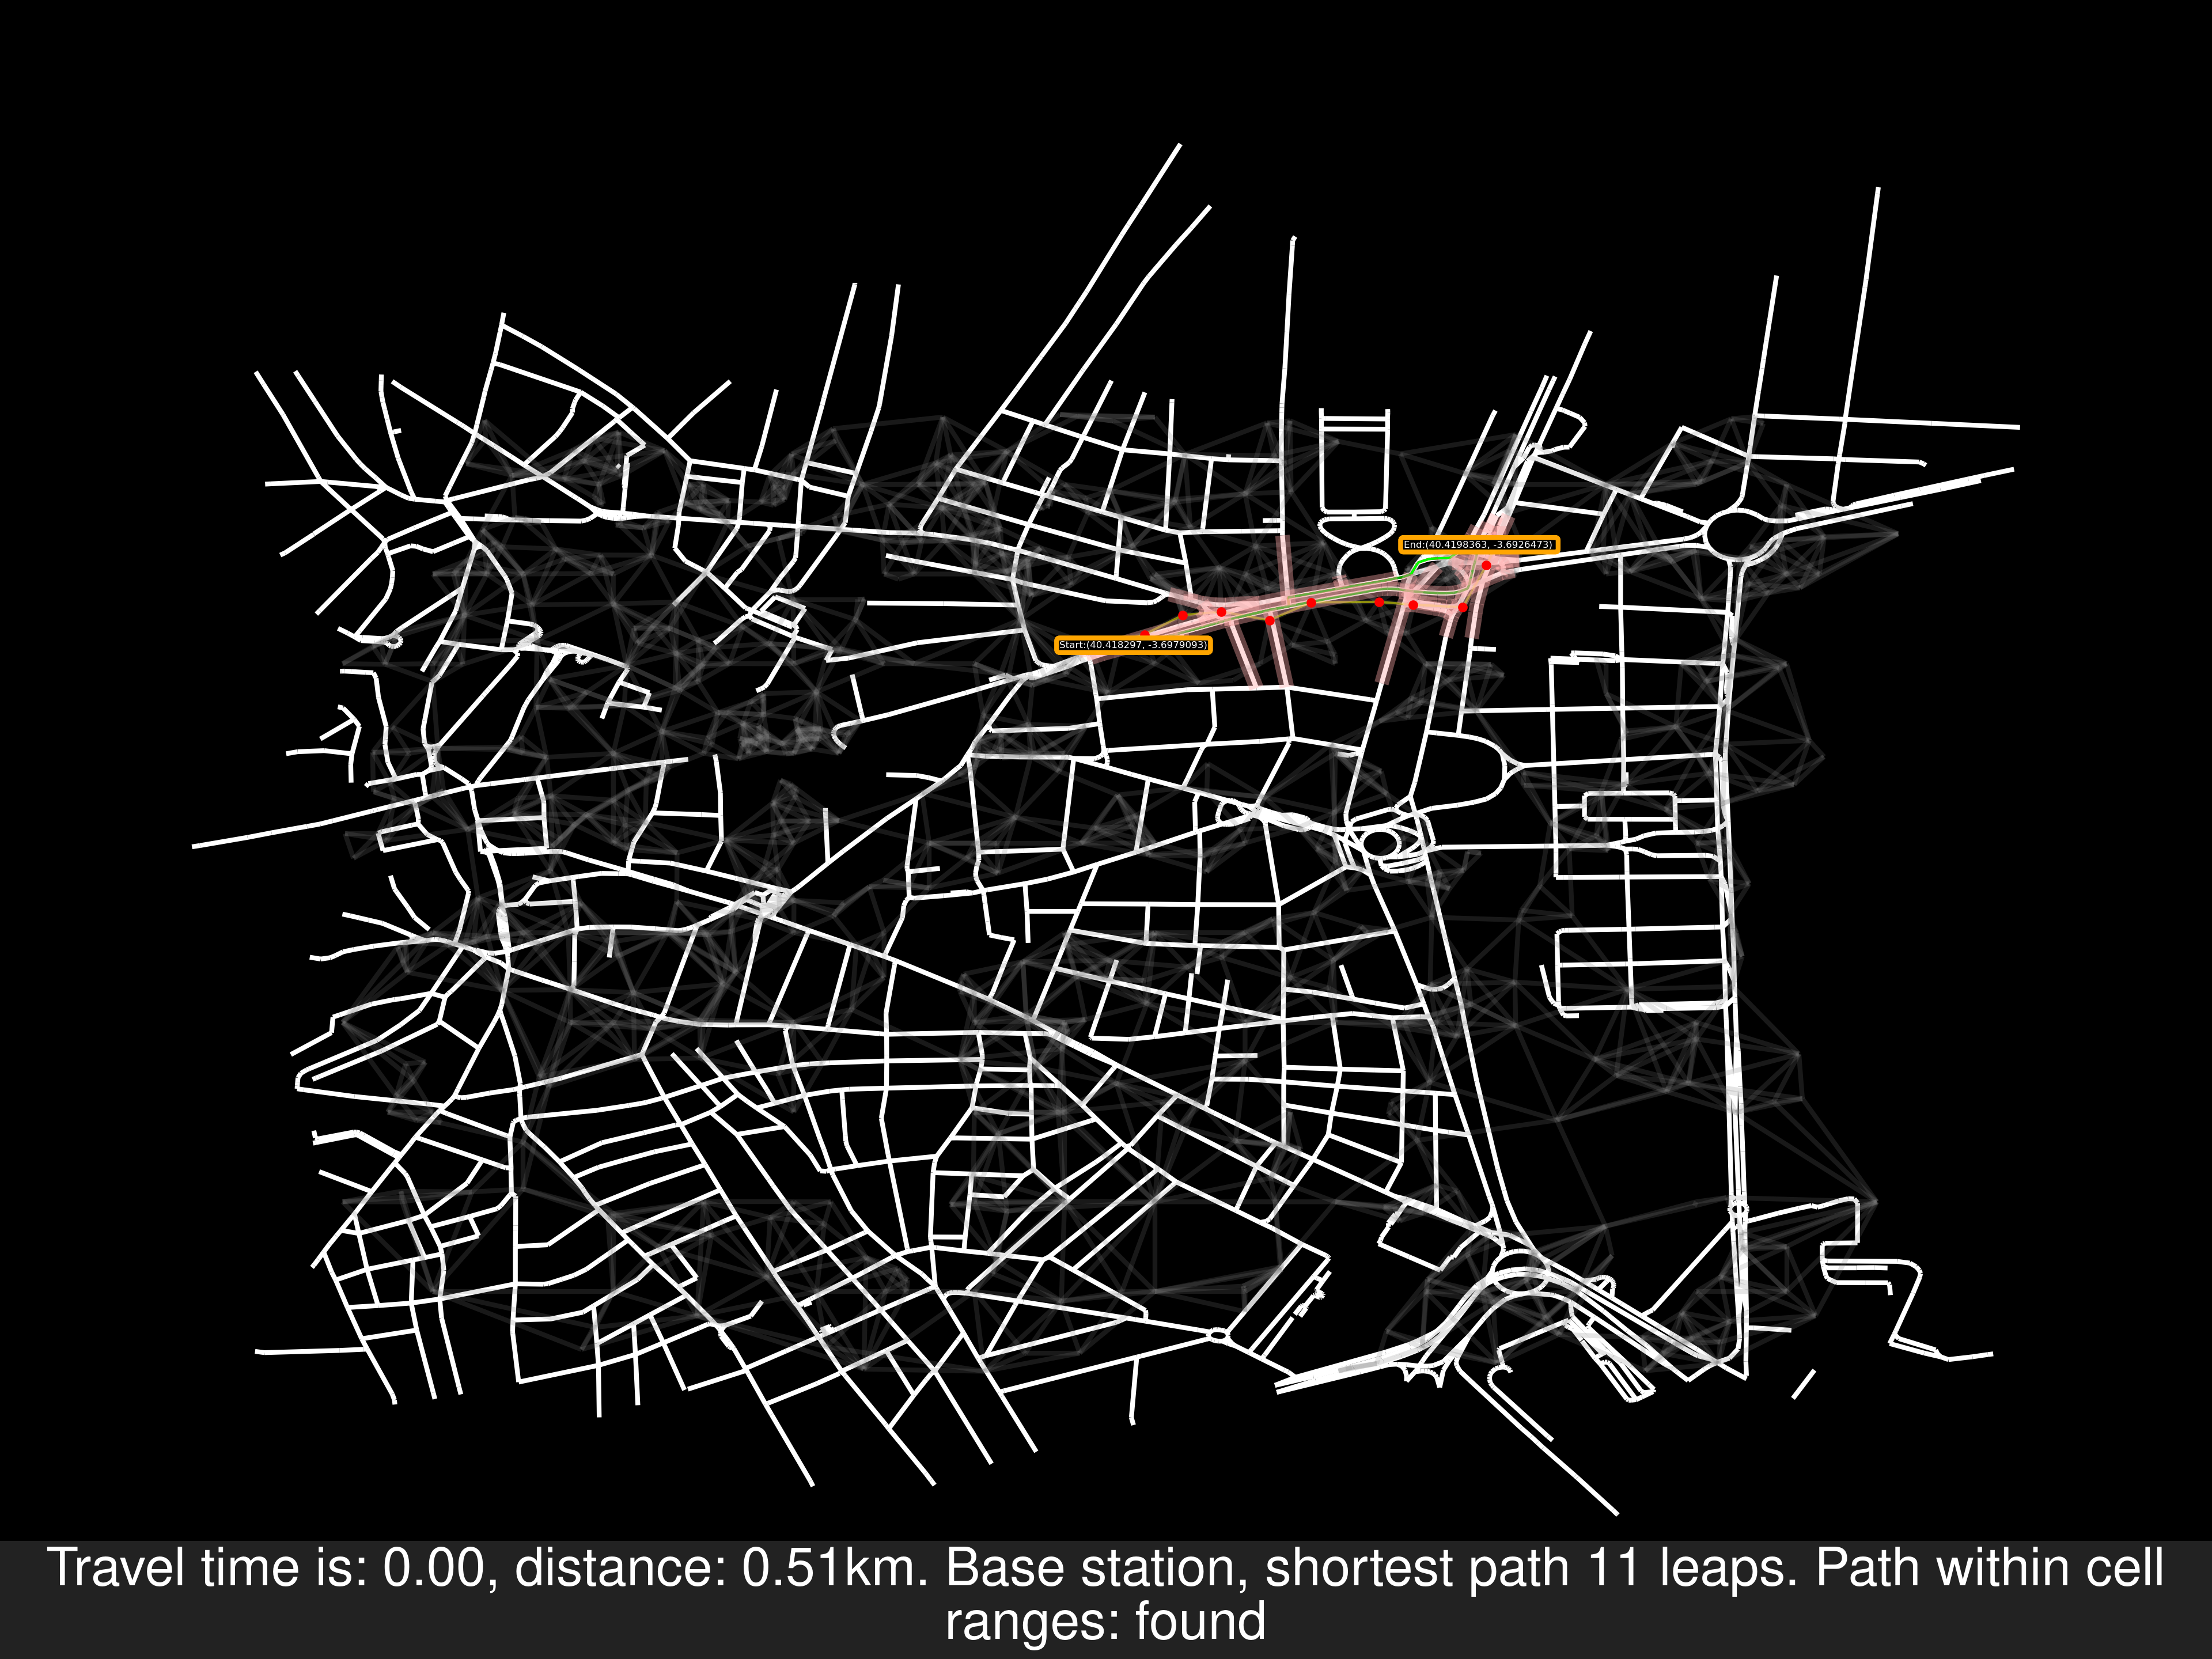 End:(40.4198363, -3.6926473)
Start:(40.418297, -3.6979093)
Travel time is: 0.00, distance: 0.51km. Base station, shortest path 11 leaps. Path within cell
ranges: found